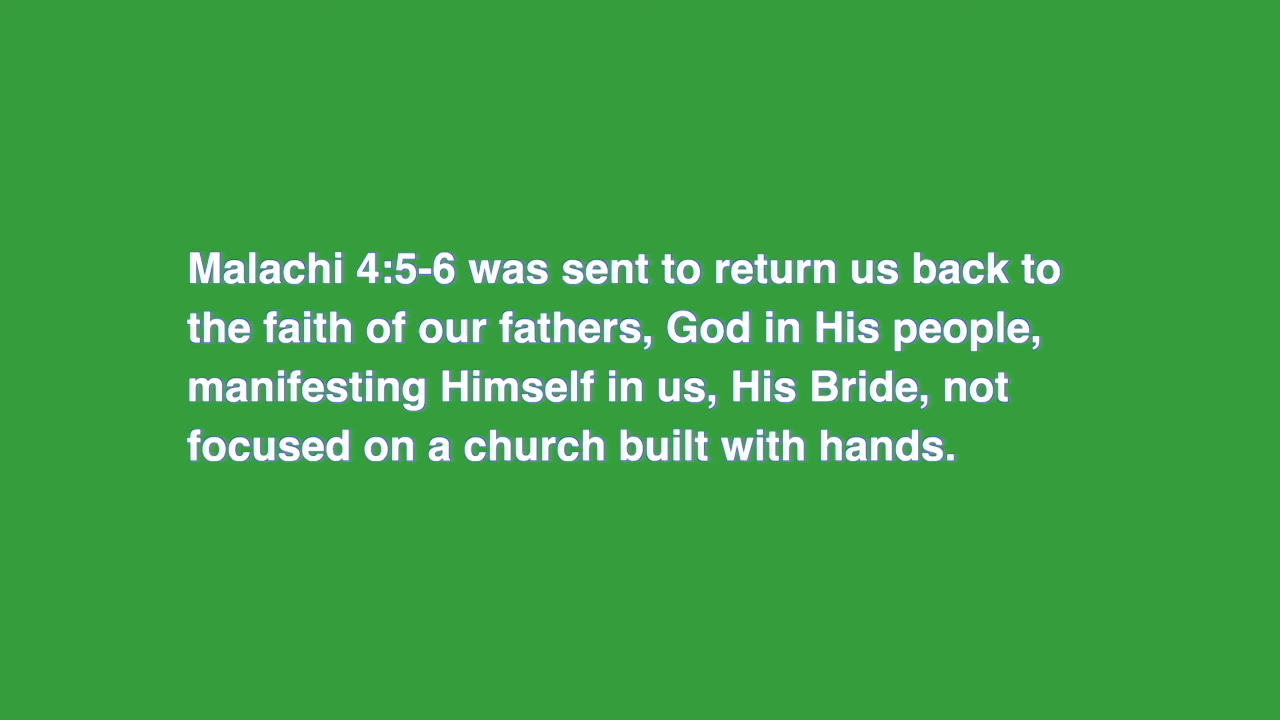 Malachi 4:5-6 was sent to return us back to
the faith of our fathers, God in His people,
manifesting Himself in us, His Bride, not
focused on a church built with hands.